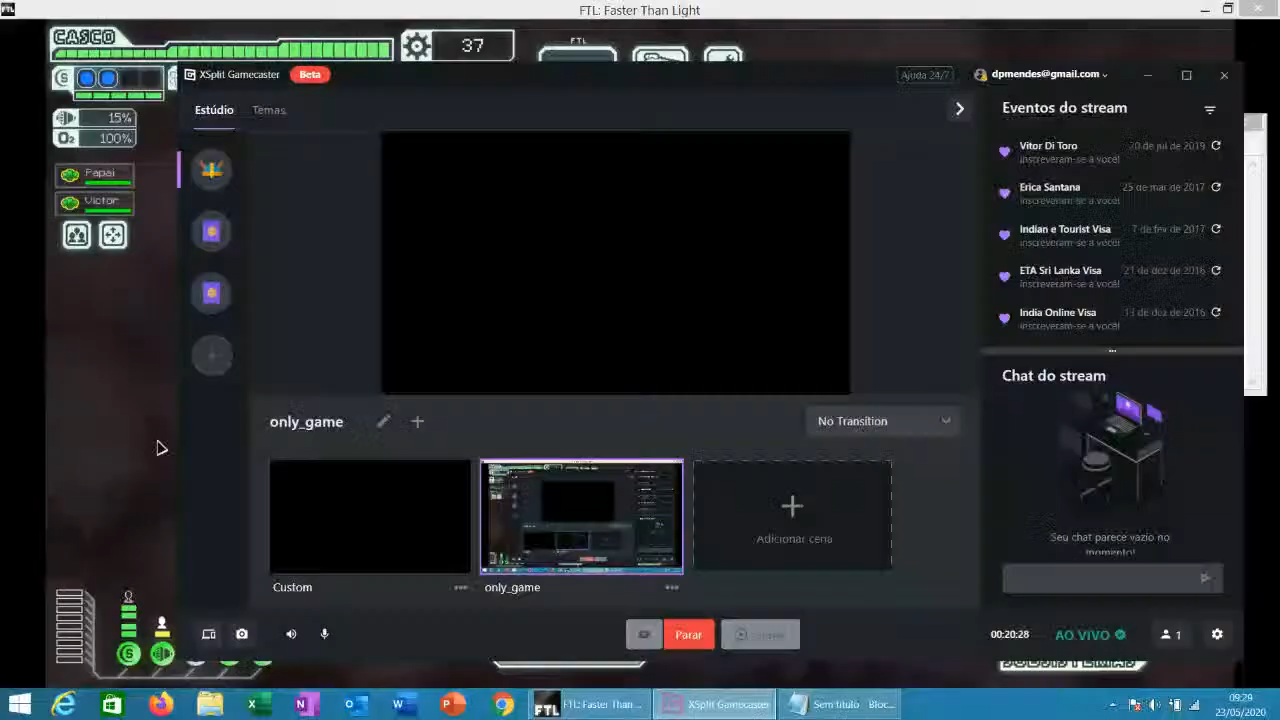 FTL: Faster Than Light
CASCO
37
FTL
XSplit Gamecaster
Beta
Ajuda 24/7
dpmendes@gmail.com
15%
O2 100%
Papai
Victor
Estúdio
Temas
Eventos do stream
Vitor Di Toro
20 de jul de 2019
inscreveram-se a você!
Erica Santana
25 de mar de 2017
inscreveram-se a você!
Indian e Tourist Visa
7 de fev de 2017
inscreveram-se a você!
ETA Sri Lanka Visa
21 de dez de 2016
inscreveram-se a você!
India Online Visa
13 de dez de 2016
inscreveram-se a você!
Chat do stream
Seu chat parece vazio no
momento!
only_game
No Transition
Adicionar cena
Custom
only_game
Parar
00:20:28
AO VIVO
1
FTL: Faster Than ...
XSplit Gamecaster
Sem título - Bloc...
09:29
23/05/2020